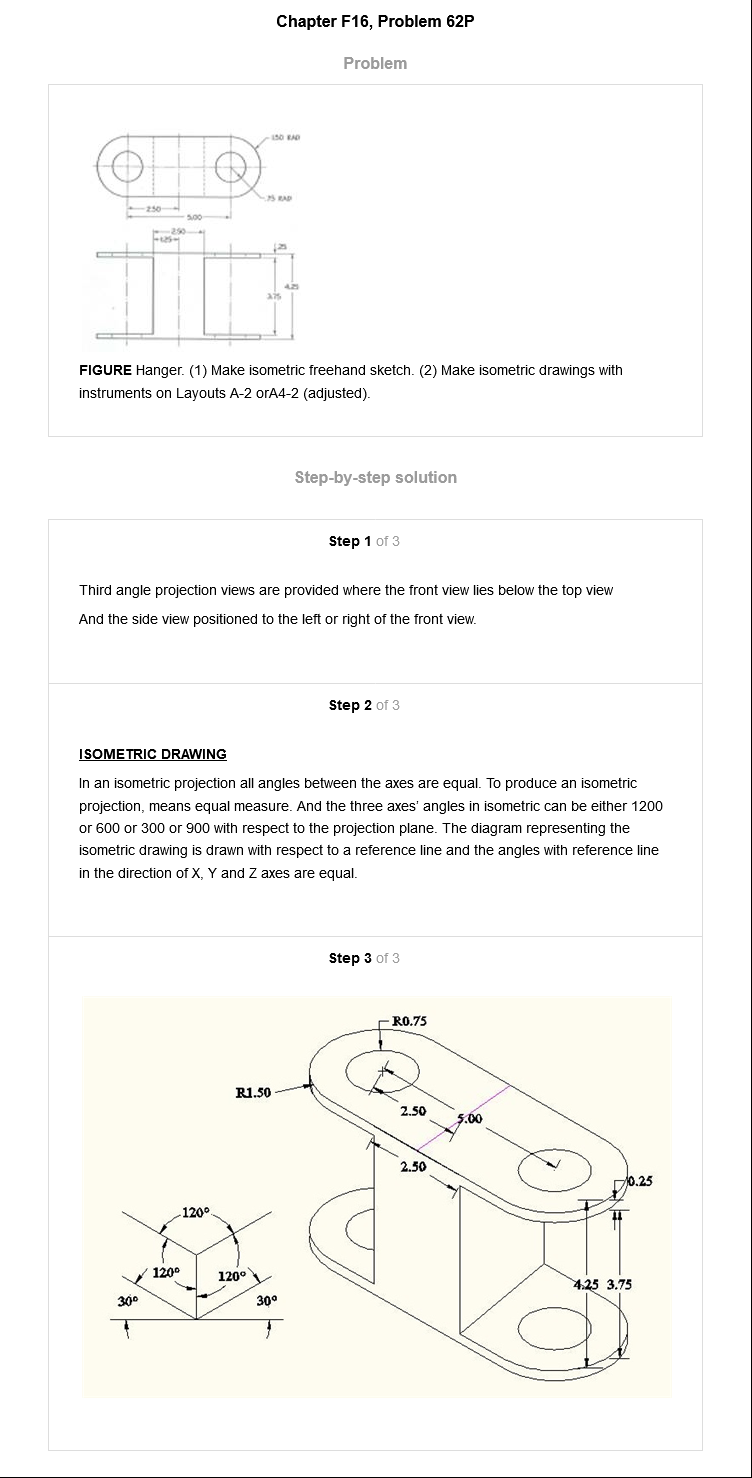 Chapter F16, Problem 62P
Problem
1.50 RAD
.75 RAD
2.50
5.00
2.50
1.25
.25
4.25
3.75
FIGURE Hanger. (1) Make isometric freehand sketch. (2) Make isometric drawings with
instruments on Layouts A-2 orA4-2 (adjusted).
Step-by-step solution
Step 1 of 3
Third angle projection views are provided where the front view lies below the top view
And the side view positioned to the left or right of the front view.
Step 2 of 3
ISOMETRIC DRAWING
In an isometric projection all angles between the axes are equal. To produce an isometric
projection, means equal measure. And the three axes’ angles in isometric can be either 1200
or 600 or 300 or 900 with respect to the projection plane. The diagram representing the
isometric drawing is drawn with respect to a reference line and the angles with reference line
in the direction of X, Y and Z axes are equal.
Step 3 of 3
R0.75
R1.50
2.50
5.00
2.50
0.25
120°
120°
120°
30°
30°
4.25 3.75